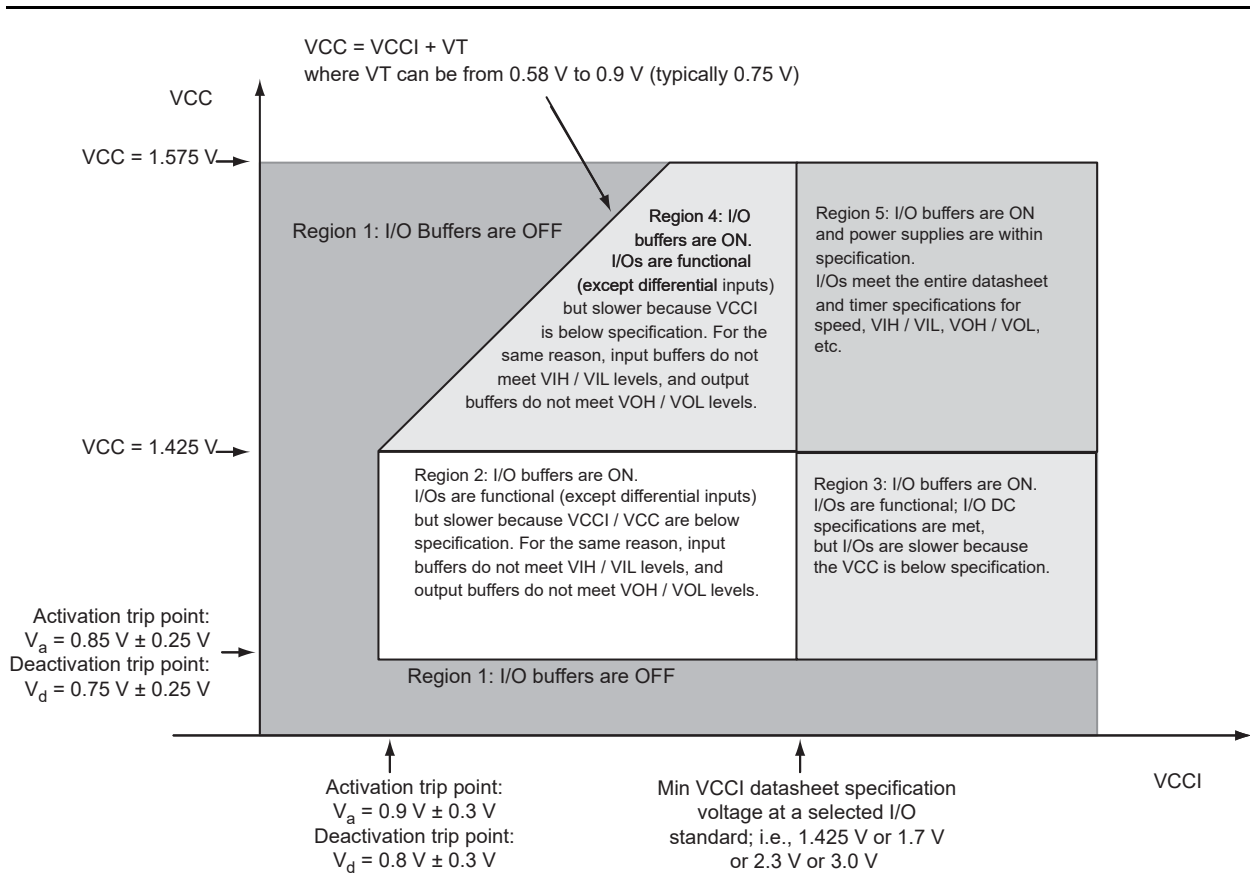 VCC = VCCI + VT
where VT can be from 0.58 V to 0.9 V (typically 0.75 V)
VCC
VCC = 1.575 V
Region 1: I/O Buffers are OFF
Region 4: I/O
buffers are ON.
I/Os are functional
(except differential inputs)
but slower because VCCI
is below specification. For the
same reason, input buffers do not
meet VIH / VIL levels, and output
buffers do not meet VOH / VOL levels.
Region 5: I/O buffers are ON
and power supplies are within
specification.
I/Os meet the entire datasheet
and timer specifications for
speed, VIH / VIL, VOH / VOL,
etc.
VCC = 1.425 V
Region 2: I/O buffers are ON.
I/Os are functional (except differential inputs)
but slower because VCCI / VCC are below
specification. For the same reason, input
buffers do not meet VIH / VIL levels, and
output buffers do not meet VOH / VOL levels.
Region 3: I/O buffers are ON.
I/Os are functional; I/O DC
specifications are met,
but I/Os are slower because
the VCC is below specification.
Activation trip point:
Va = 0.85 V ± 0.25 V
Deactivation trip point:
Vd = 0.75 V ± 0.25 V
Region 1: I/O buffers are OFF
Activation trip point:
Va = 0.9 V ± 0.3 V
Deactivation trip point:
Vd = 0.8 V ± 0.3 V
Min VCCI datasheet specification
voltage at a selected I/O
standard; i.e., 1.425 V or 1.7 V
or 2.3 V or 3.0 V
VCCI